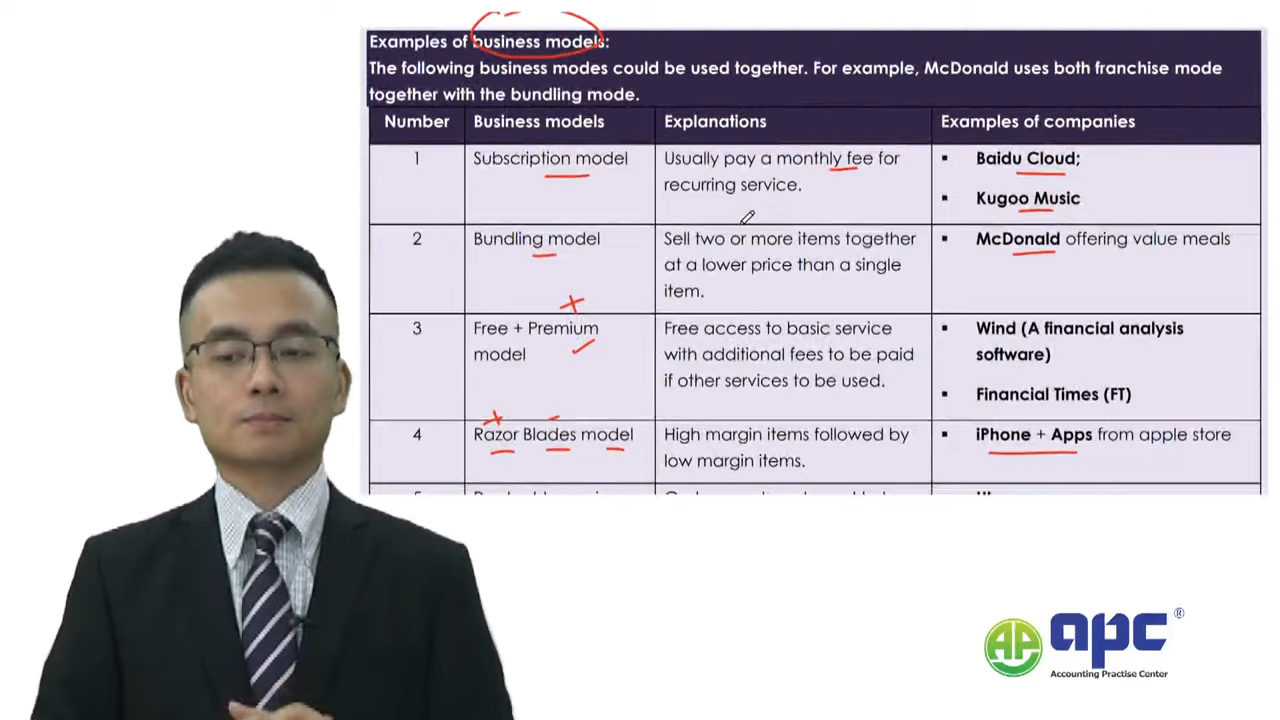 Examples of business models:
The following business modes could be used together. For example, McDonald uses both franchise mode
together with the bundling mode.
Number Business models Explanations Examples of companies
1 Subscription model Usually pay a monthly fee for ▪ Baidu Cloud;
recurring service.
▪ Kugoo Music
2 Bundling model Sell two or more items together ▪ McDonald offering value meals
at a lower price than a single
item.
3 Free + Premium Free access to basic service ▪ Wind (A financial analysis
model with additional fees to be paid software)
if other services to be used.
▪ Financial Times (FT)
4 Razor Blades model High margin items followed by ▪ iPhone + Apps from apple store
low margin items.
AP apc ®
Accounting Practise Center